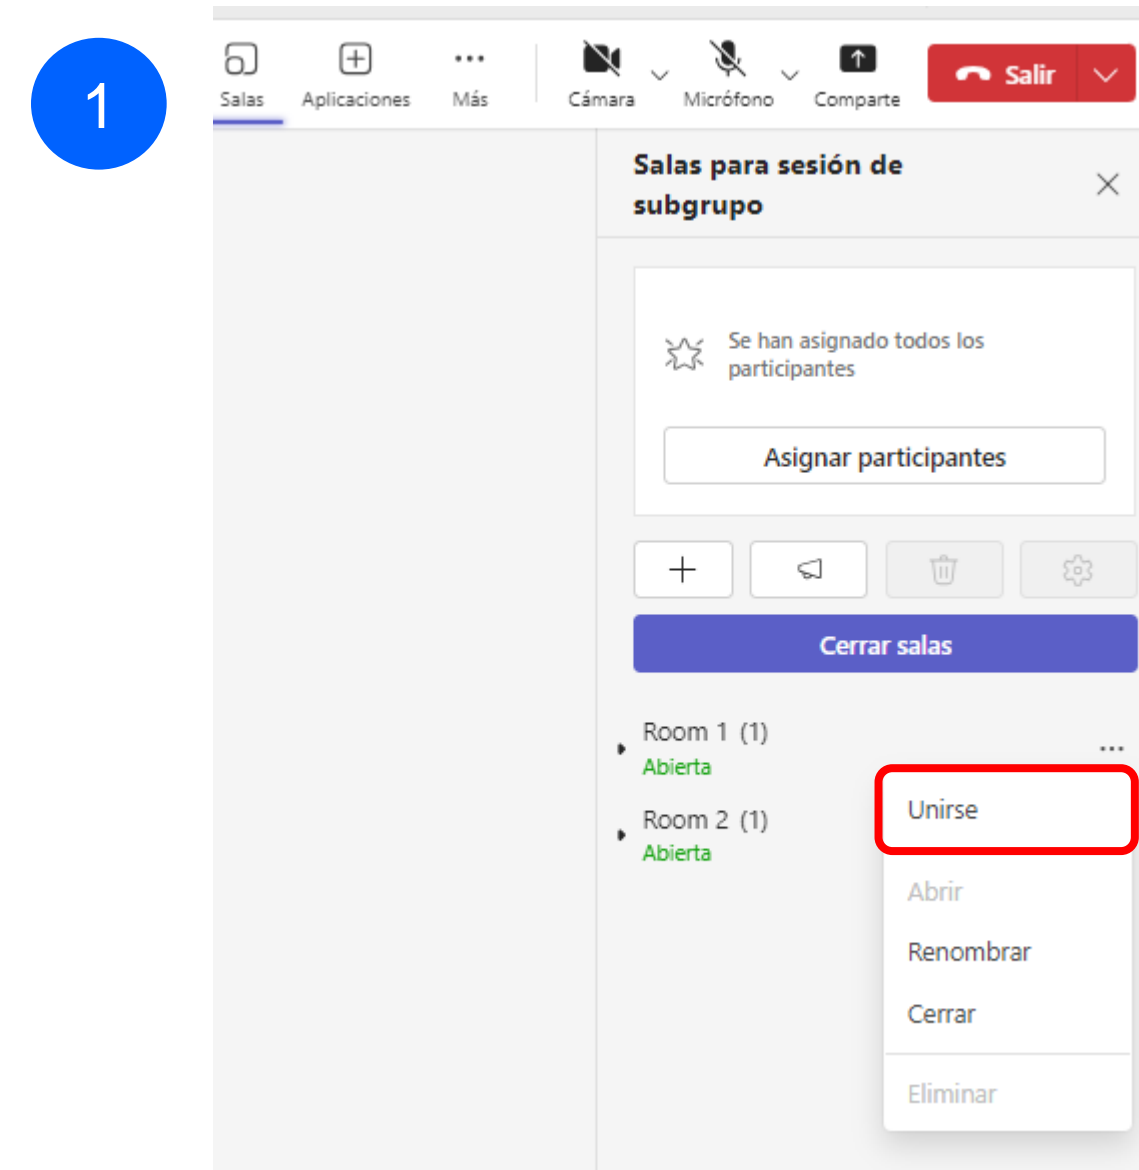 1
Salas Aplicaciones Más Cámara Micrófono Comparte Salir
Salas para sesión de
subgrupo
Se han asignado todos los
participantes
Asignar participantes
Cerrar salas
Room 1 (1)
Abierta
Room 2 (1)
Abierta
Unirse
Abrir
Renombrar
Cerrar
Eliminar